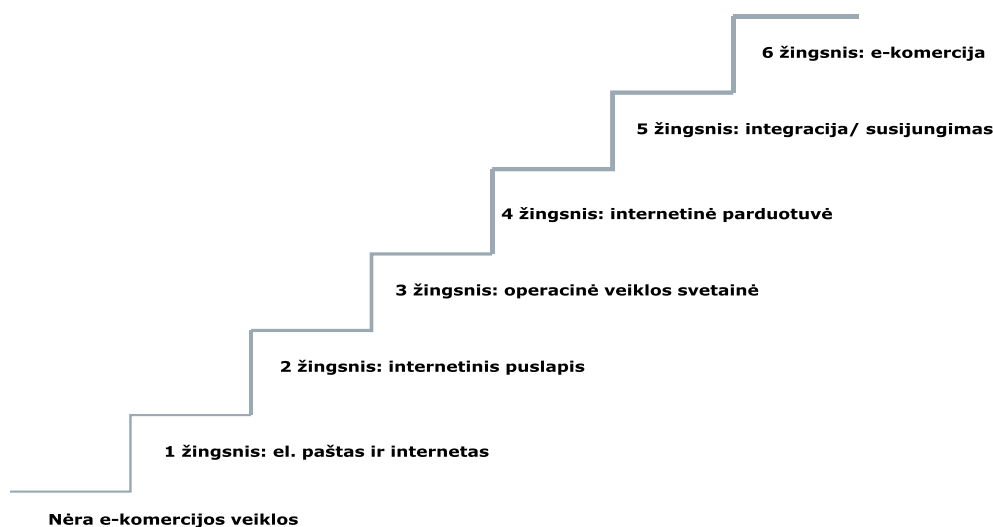 6 žingsnis: e-komercija
5 žingsnis: integracija/ susijungimas
4 žingsnis: internetinė parduotuvė
3 žingsnis: operacinė veiklos svetainė
2 žingsnis: internetinis puslapis
1 žingsnis: el. paštas ir internetas
Nėra e-komercijos veiklos